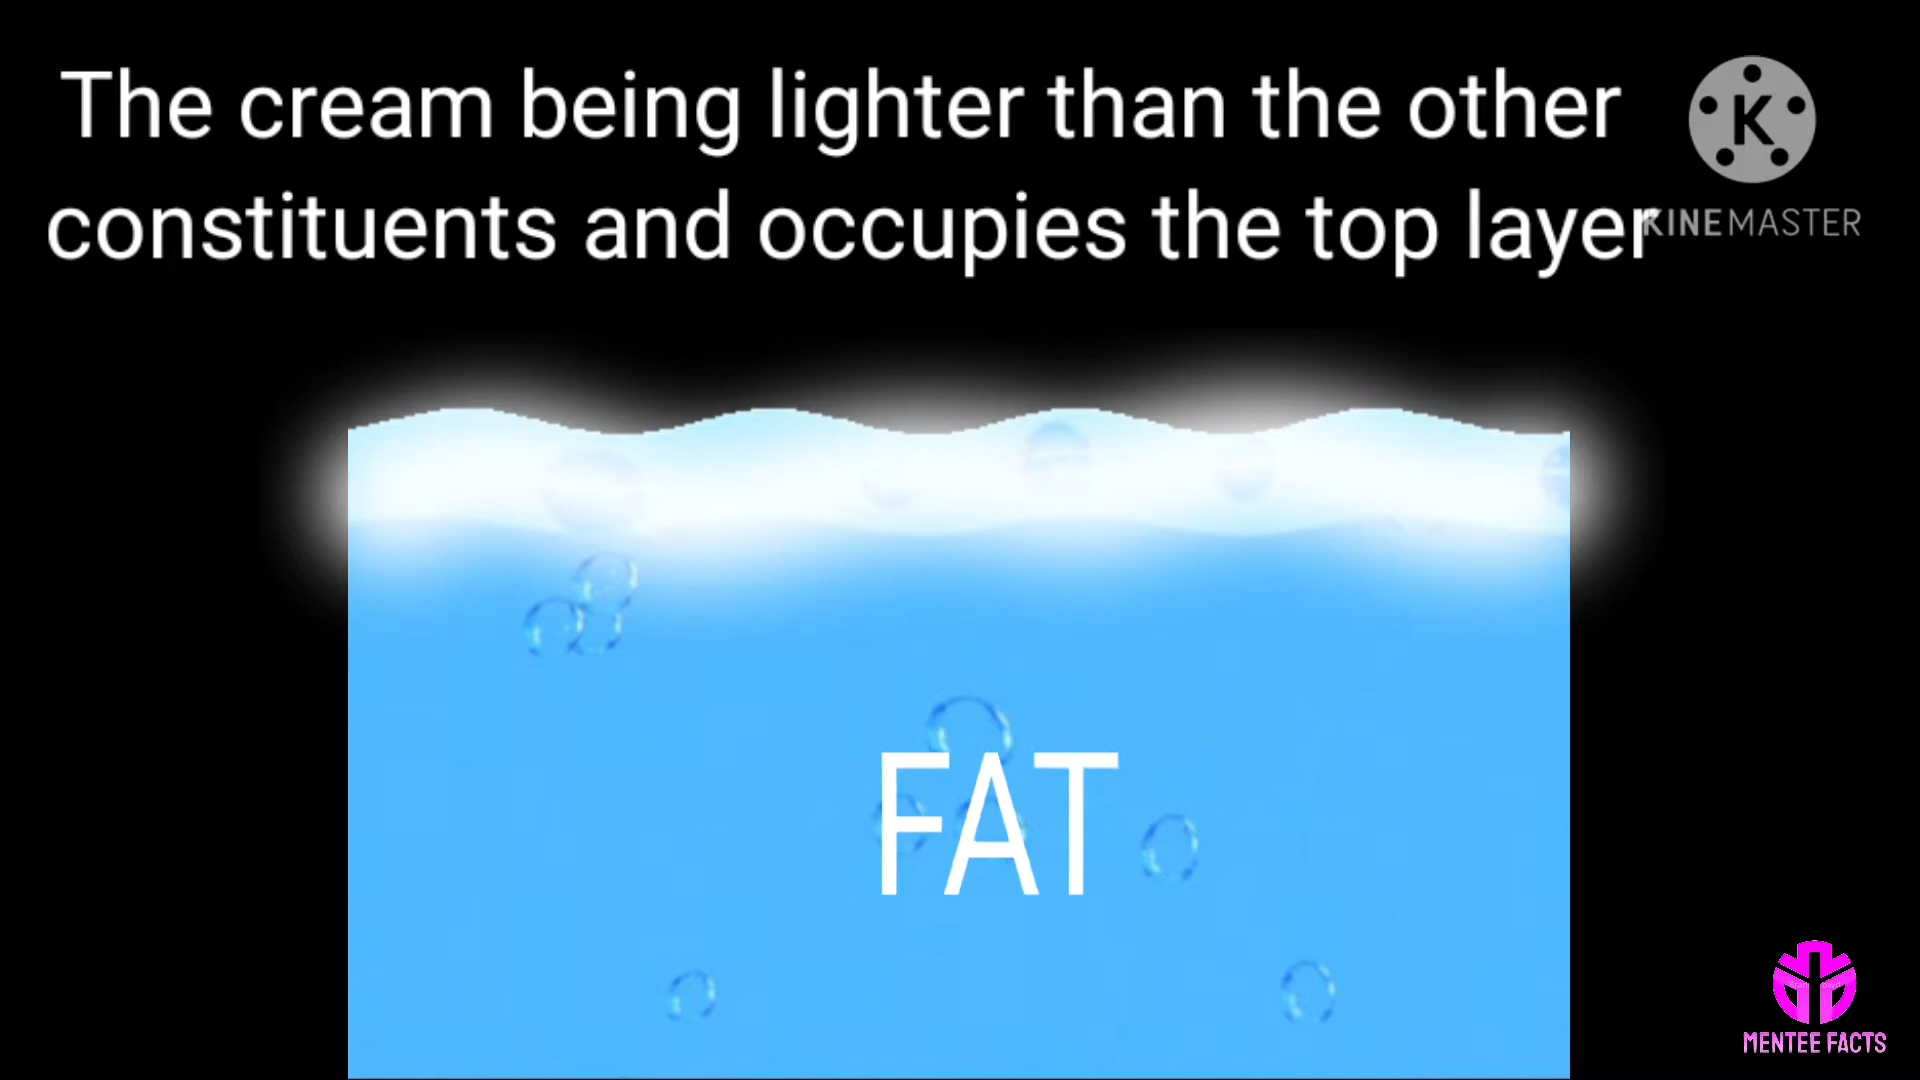 The cream being lighter than the other
constituents and occupies the top layer
K
KINEMASTER
FAT
MENTEE FACTS